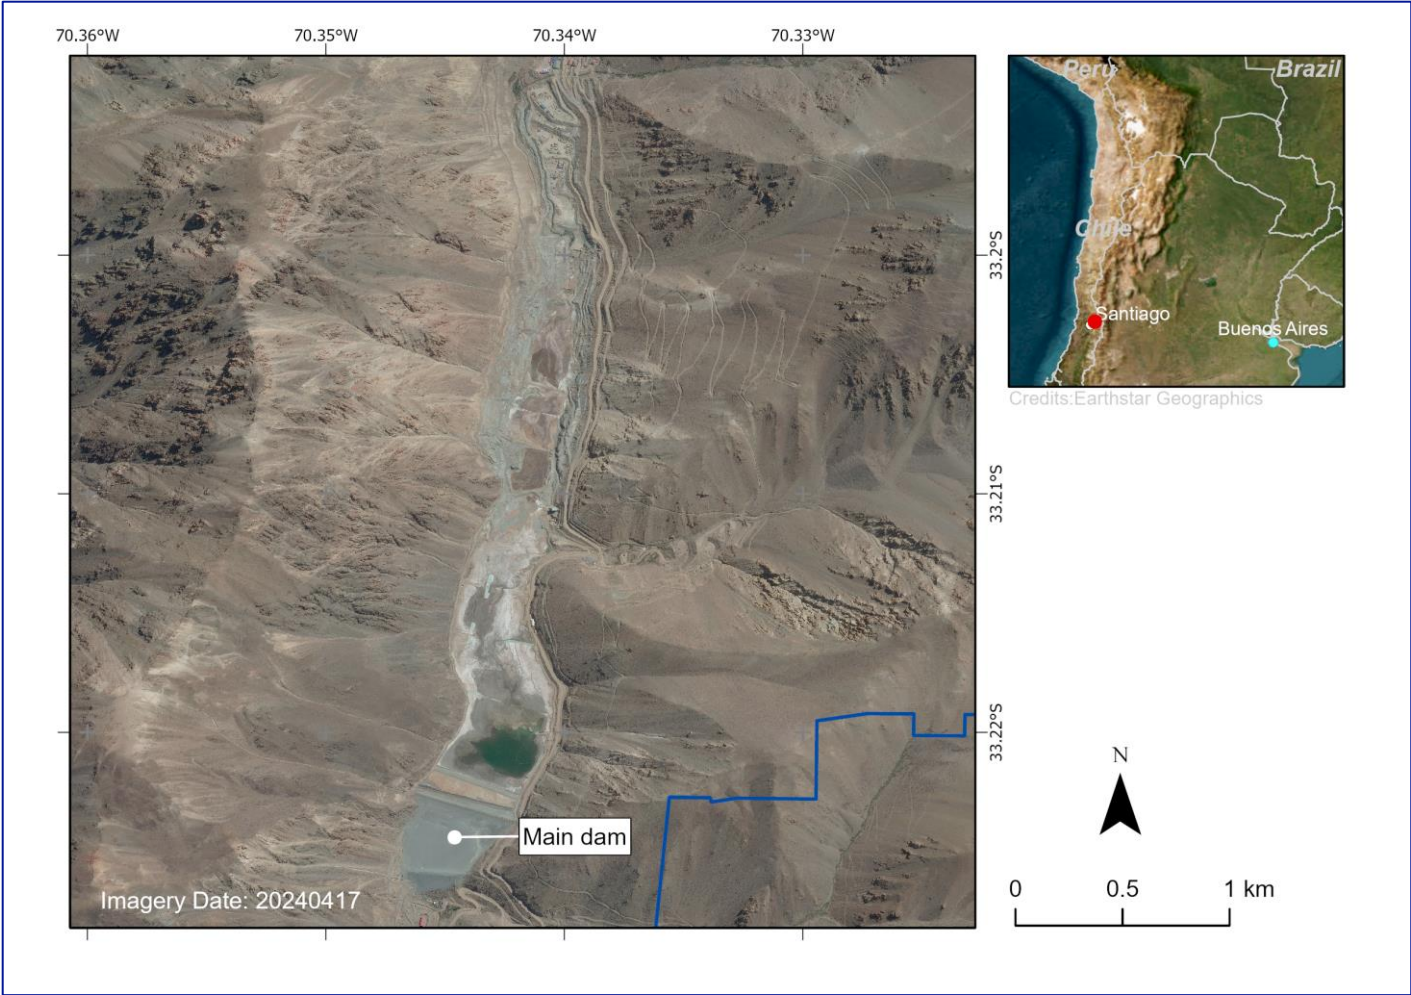 70.36°W
70.35°W
70.34°W
70.33°W
Peru
Brazil
Chile
Santiago
Buenos Aires
Credits:Earthstar Geographics
33.2°S
33.21°S
33.22°S
Main dam
Imagery Date: 20240417
N
0
0.5
1 km